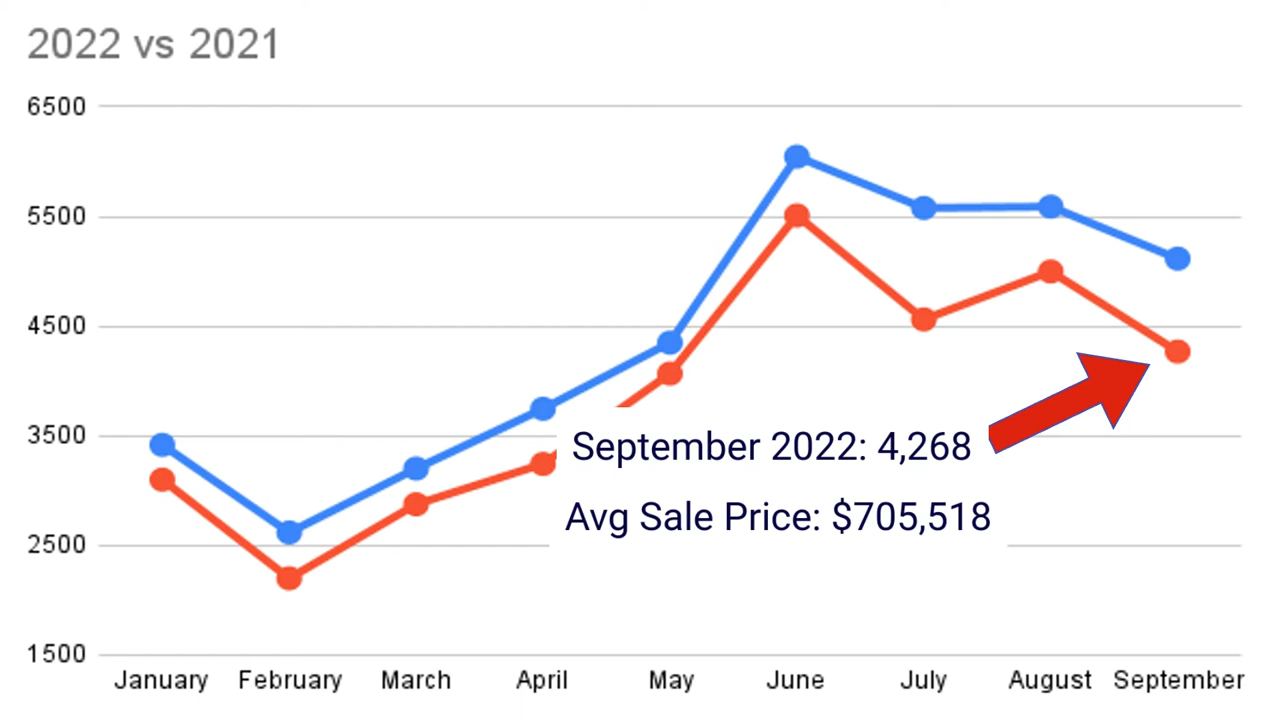 2022 vs 2021
6500
5500
4500
3500
2500
1500
September 2022: 4,268
Avg Sale Price: $705,518
January February March April May June July August September